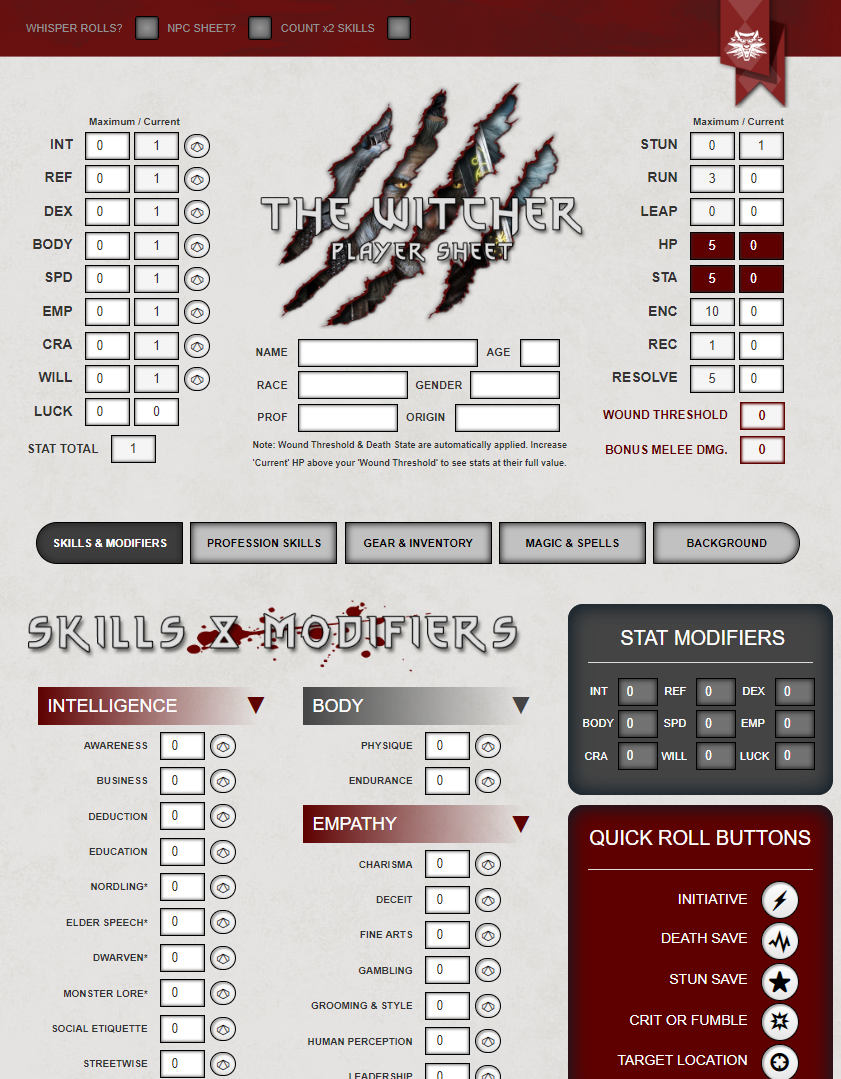 WHISPER ROLLS? NPC SHEET? COUNT x2 SKILLS
Maximum / Current
INT 0 1
REF 0 1
DEX 0 1
BODY 0 1
SPD 0 1
EMP 0 1
CRA 0 1
WILL 0 1
LUCK 0 0
STAT TOTAL 1
THE WITCHER
PLAYER SHEET
NAME AGE
RACE GENDER
PROF ORIGIN
Note: Wound Threshold & Death State are automatically applied. Increase
'Current' HP above your 'Wound Threshold' to see stats at their full value.
Maximum / Current
STUN 0 1
RUN 3 0
LEAP 0 0
HP 5 0
STA 5 0
ENC 10 0
REC 1 0
RESOLVE 5 0
WOUND THRESHOLD 0
BONUS MELEE DMG. 0
SKILLS & MODIFIERS PROFESSION SKILLS GEAR & INVENTORY MAGIC & SPELLS BACKGROUND
SKILLS & MODIFIERS
INTELLIGENCE
AWARENESS 0
BUSINESS 0
DEDUCTION 0
EDUCATION 0
NORDLING* 0
ELDER SPEECH* 0
DWARVEN* 0
MONSTER LORE* 0
SOCIAL ETIQUETTE 0
STREETWISE 0
BODY
PHYSIQUE 0
ENDURANCE 0
EMPATHY
CHARISMA 0
DECEIT 0
FINE ARTS 0
GAMBLING 0
GROOMING & STYLE 0
HUMAN PERCEPTION 0
LEADERSHIP 0
STAT MODIFIERS
INT 0 REF 0 DEX 0
BODY 0 SPD 0 EMP 0
CRA 0 WILL 0 LUCK 0
QUICK ROLL BUTTONS
INITIATIVE
DEATH SAVE
STUN SAVE
CRIT OR FUMBLE
TARGET LOCATION